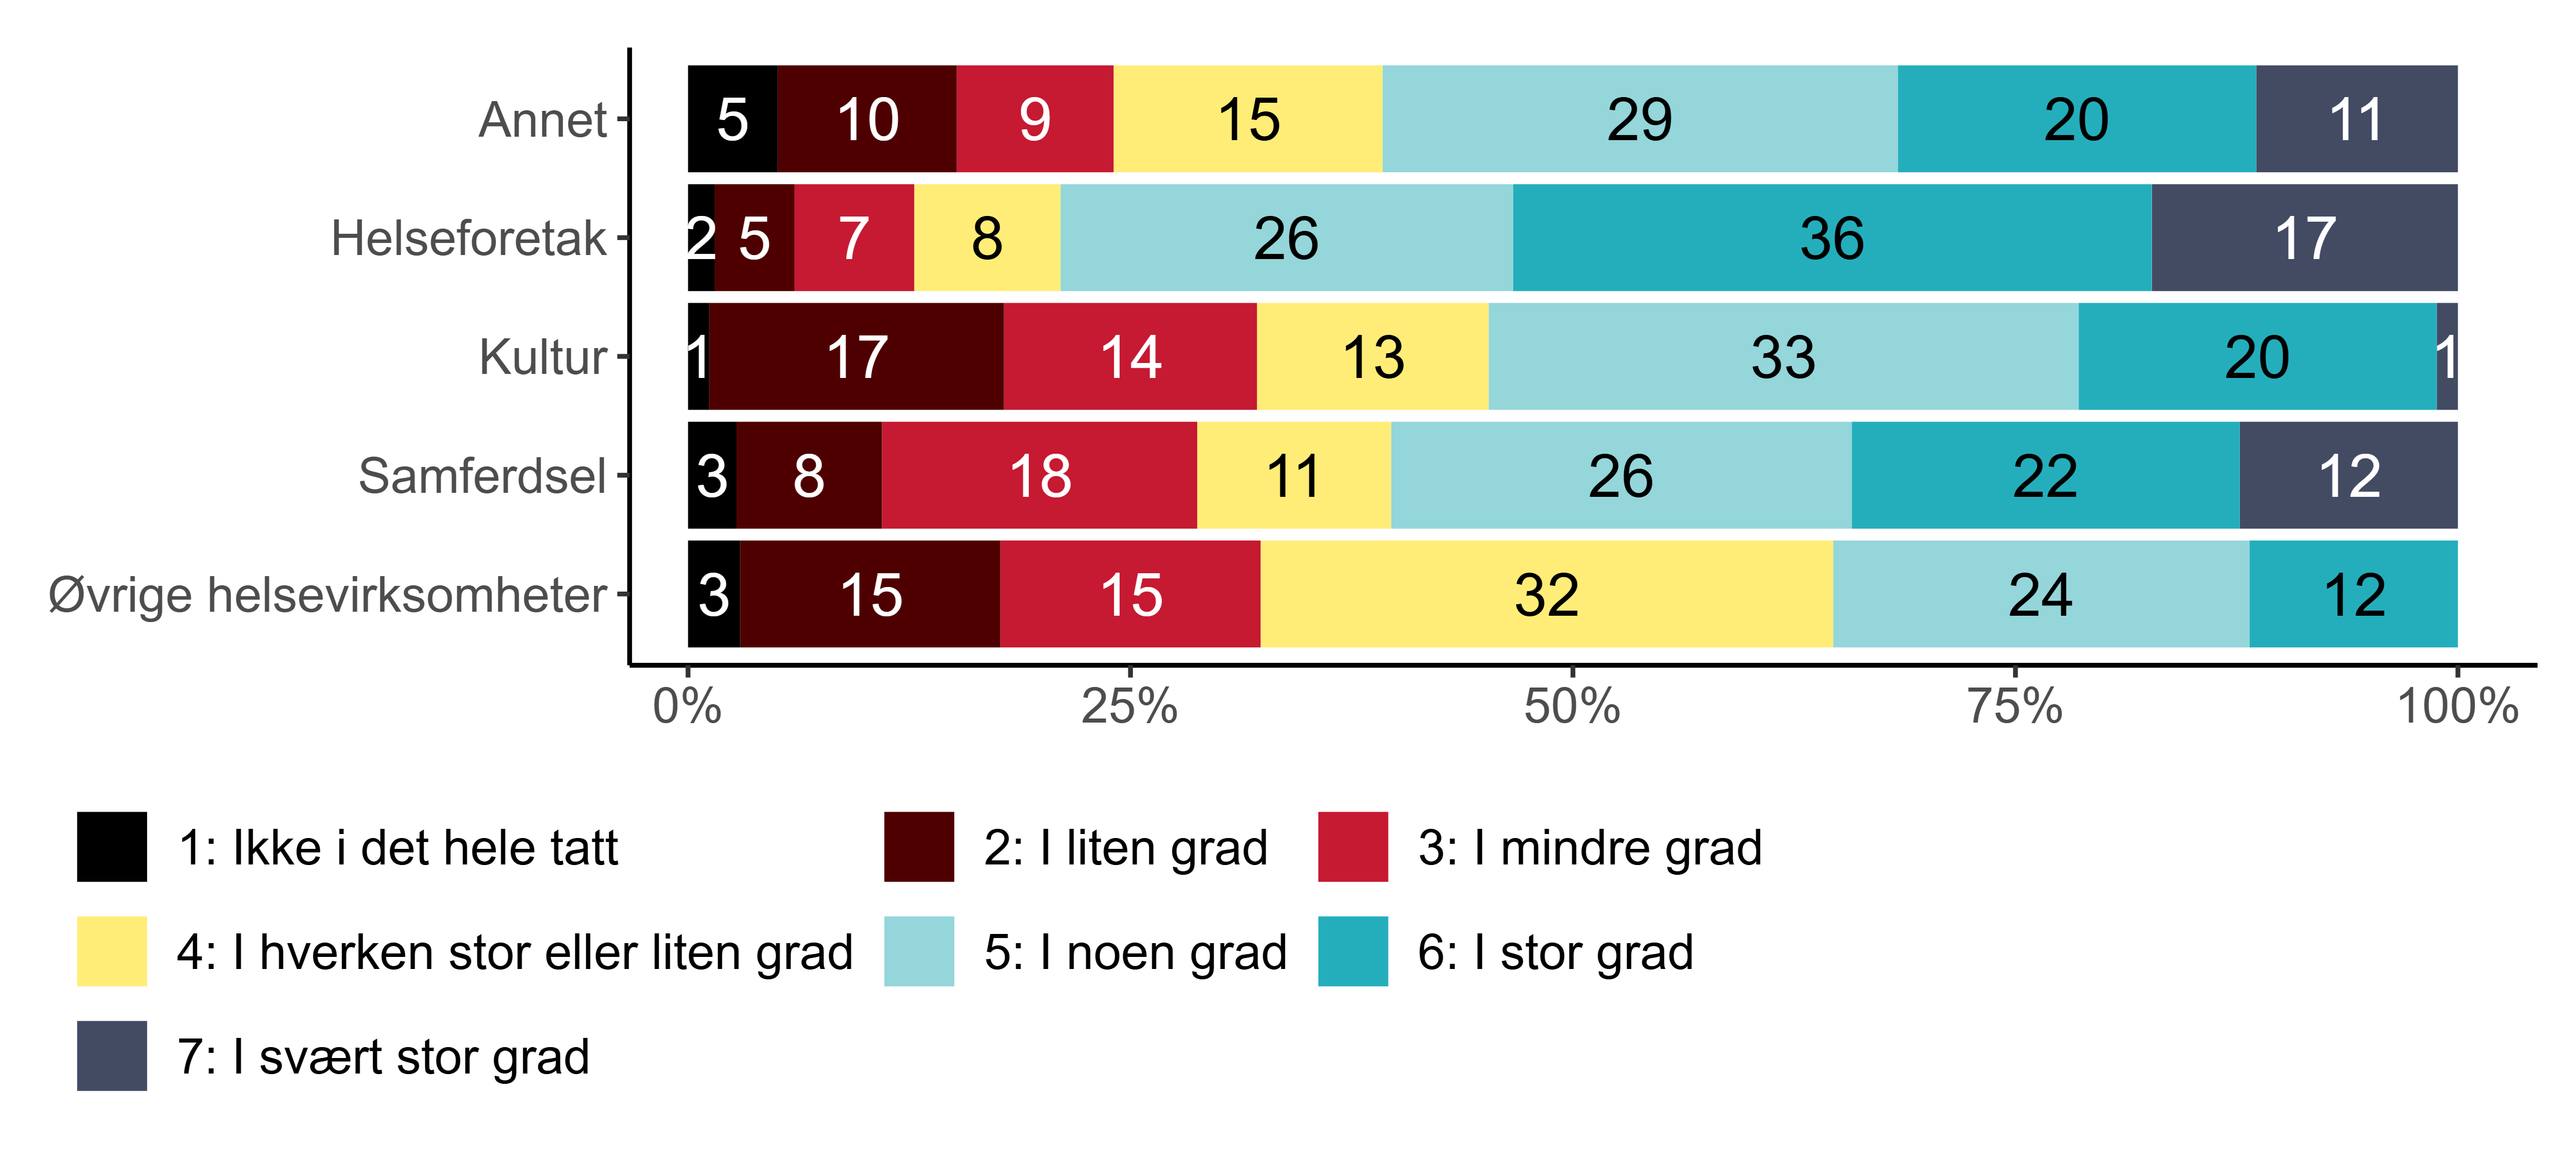 Annet 5 10 9 15 29 20 11
Helseforetak 2 5 7 8 26 36 17
Kultur 1 17 14 13 33 20 1
Samferdsel 3 8 18 11 26 22 12
Øvrige helsevirksomheter 3 15 15 32 24 12
0% 25% 50% 75% 100%
1: Ikke i det hele tatt 2: I liten grad 3: I mindre grad
4: I hverken stor eller liten grad 5: I noen grad 6: I stor grad
7: I svært stor grad